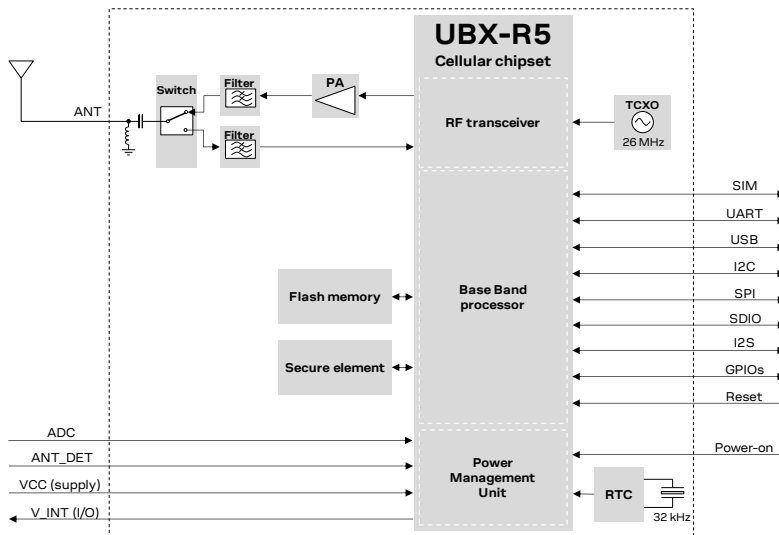 UBX-R5
Cellular chipset
Switch
Filter
PA
TCXO
ANT
RF transceiver
Filter
26 MHz
SIM
UART
USB
I2C
Flash memory
Base Band
processor
SPI
SDIO
I2S
Secure element
GPIOs
Reset
ADC
ANT_DET
Power
Management
Unit
Power-on
VCC (supply)
RTC
V_INT (I/O)
32 kHz